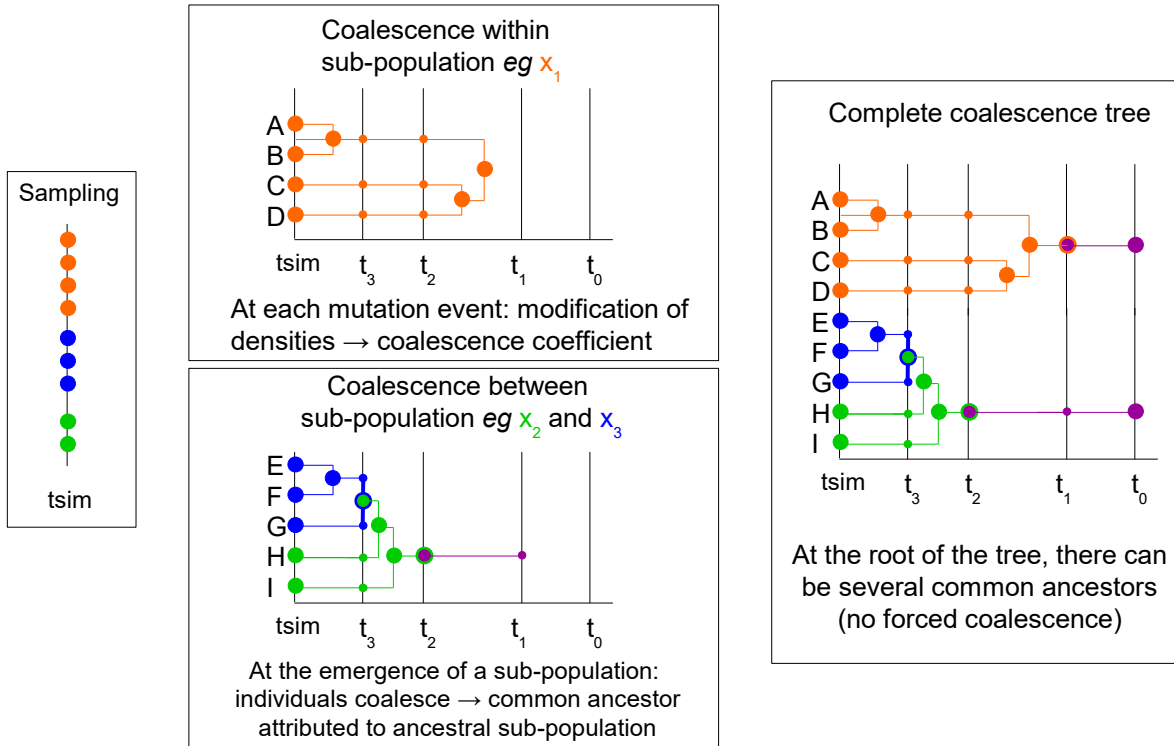 Sampling
tsim
Coalescence within
sub-population eg x₁
A
B
C
D
tsim t₃ t₂ t₁ t₀
At each mutation event: modification of
densities → coalescence coefficient
Coalescence between
sub-population eg x₂ and x₃
E
F
G
H
I
tsim t₃ t₂ t₁ t₀
At the emergence of a sub-population:
individuals coalesce → common ancestor
attributed to ancestral sub-population
Complete coalescence tree
A
B
C
D
E
F
G
H
I
tsim t₃ t₂ t₁ t₀
At the root of the tree, there can
be several common ancestors
(no forced coalescence)